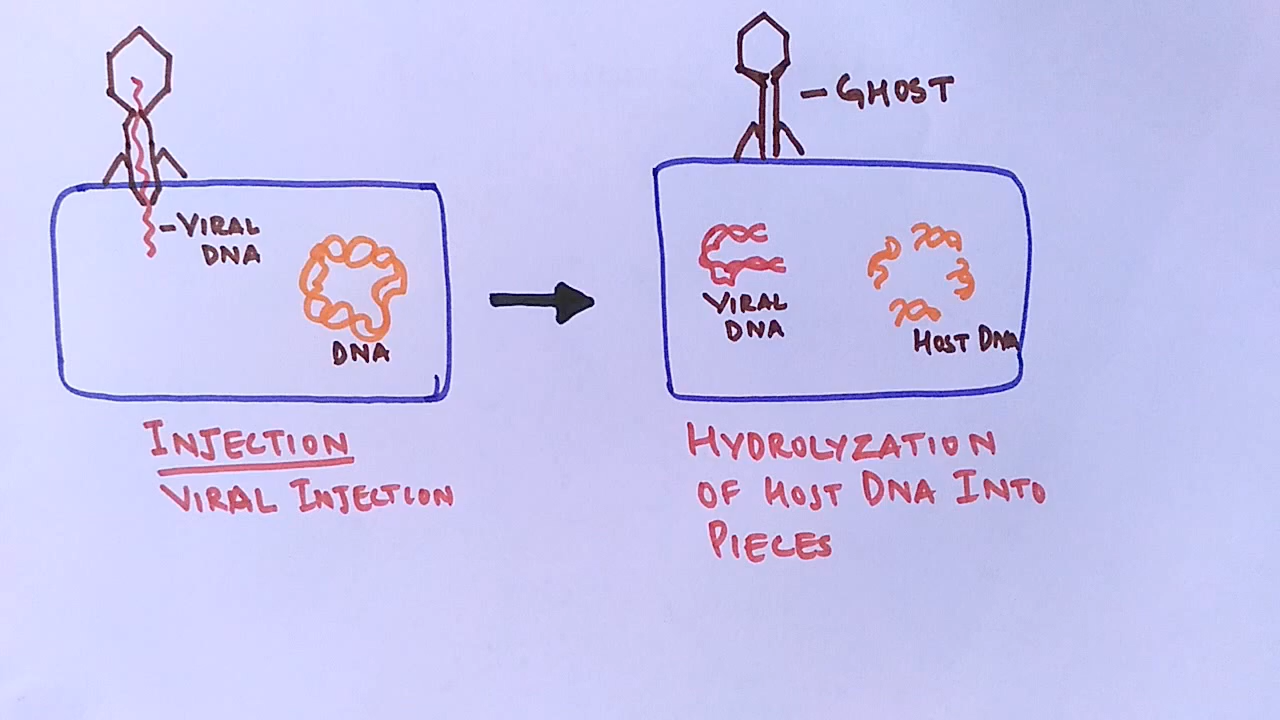 - GHOST
- VIRAL
DNA
DNA
VIRAL
DNA
HOST DNA
INJECTION
VIRAL INJECTION
HYDROLYZATION
OF HOST DNA INTO
PIECES